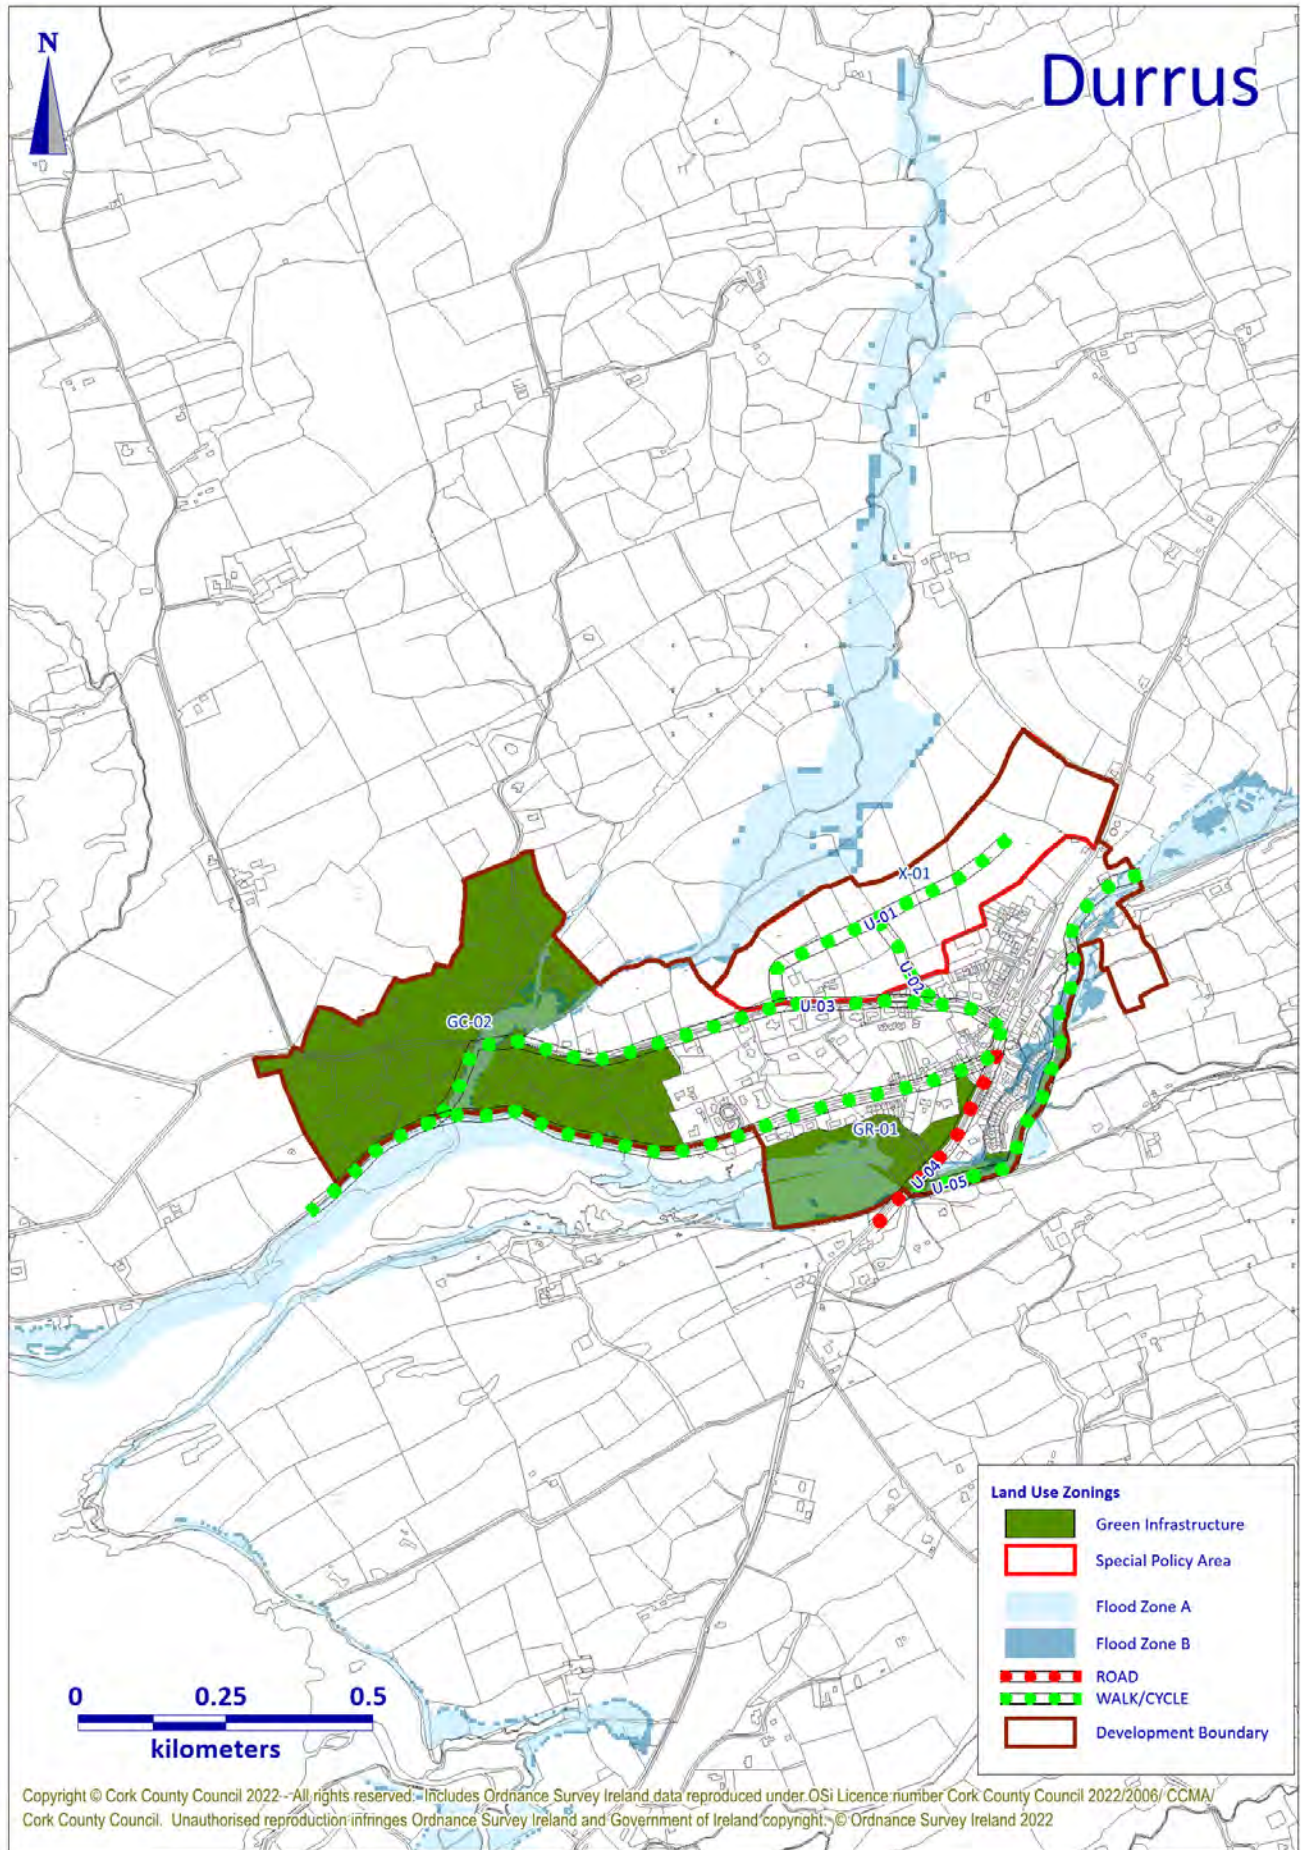 N
Durrus
X-01
U-01
U-02
U-03
GC-02
GR-01
U-04
U-05
Land Use Zonings
Green Infrastructure
Special Policy Area
Flood Zone A
Flood Zone B
ROAD
WALK/CYCLE
Development Boundary
0 0.25 0.5
kilometers
Copyright © Cork County Council 2022 - All rights reserved. Includes Ordnance Survey Ireland data reproduced under OSi Licence number Cork County Council 2022/2006/ CCMA/
Cork County Council. Unauthorised reproduction infringes Ordnance Survey Ireland and Government of Ireland copyright. © Ordnance Survey Ireland 2022